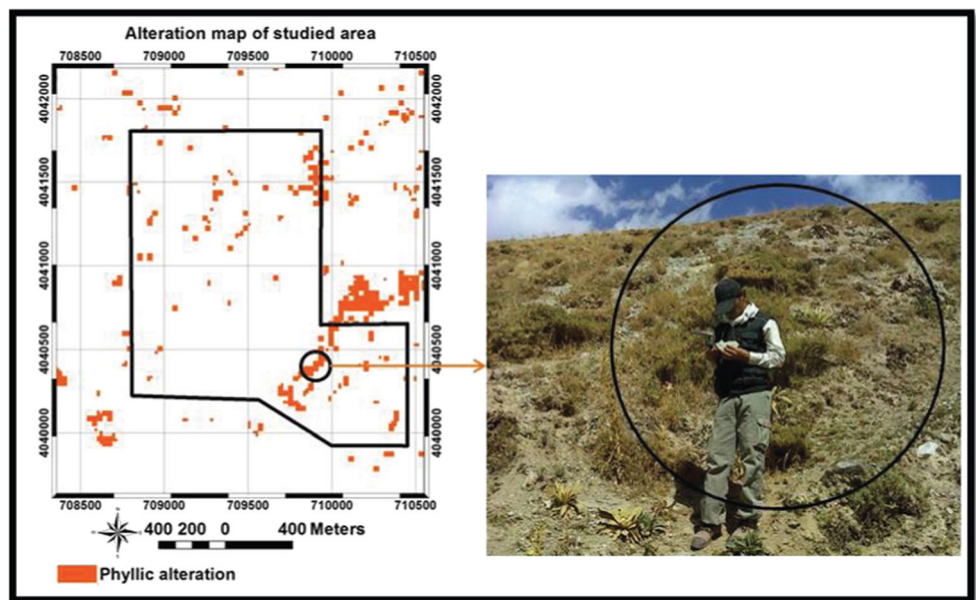 Alteration map of studied area
708500 709000 709500 710000 710500
4042000 4042000
4041500 4041500
4041000 4041000
4040500 4040500
4040000 4040000
708500 709000 709500 710000 710500
400 200 0 400 Meters
Phyllic alteration